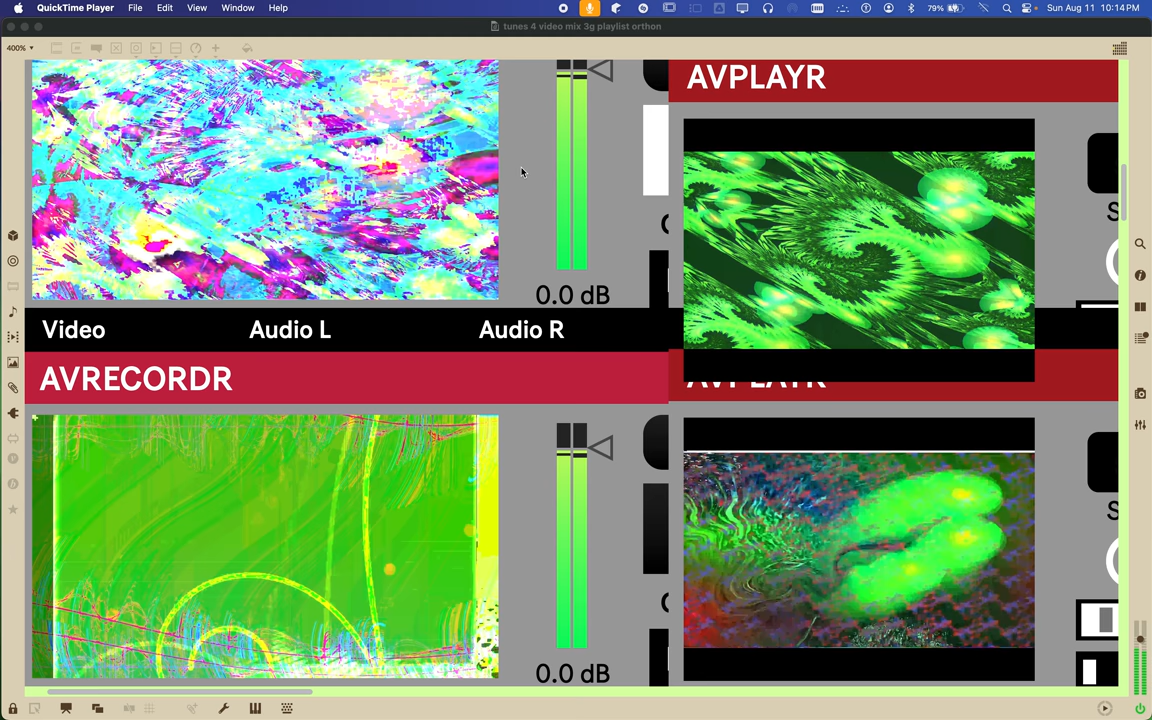 QuickTime Player File Edit View Window Help 79% Sun Aug 11 10:14 PM
tunes 4 video mix 3g playlist orthon
400%
AVPLAYR
0.0 dB
Video Audio L Audio R
AVRECORDR
AVPLAYR
0.0 dB